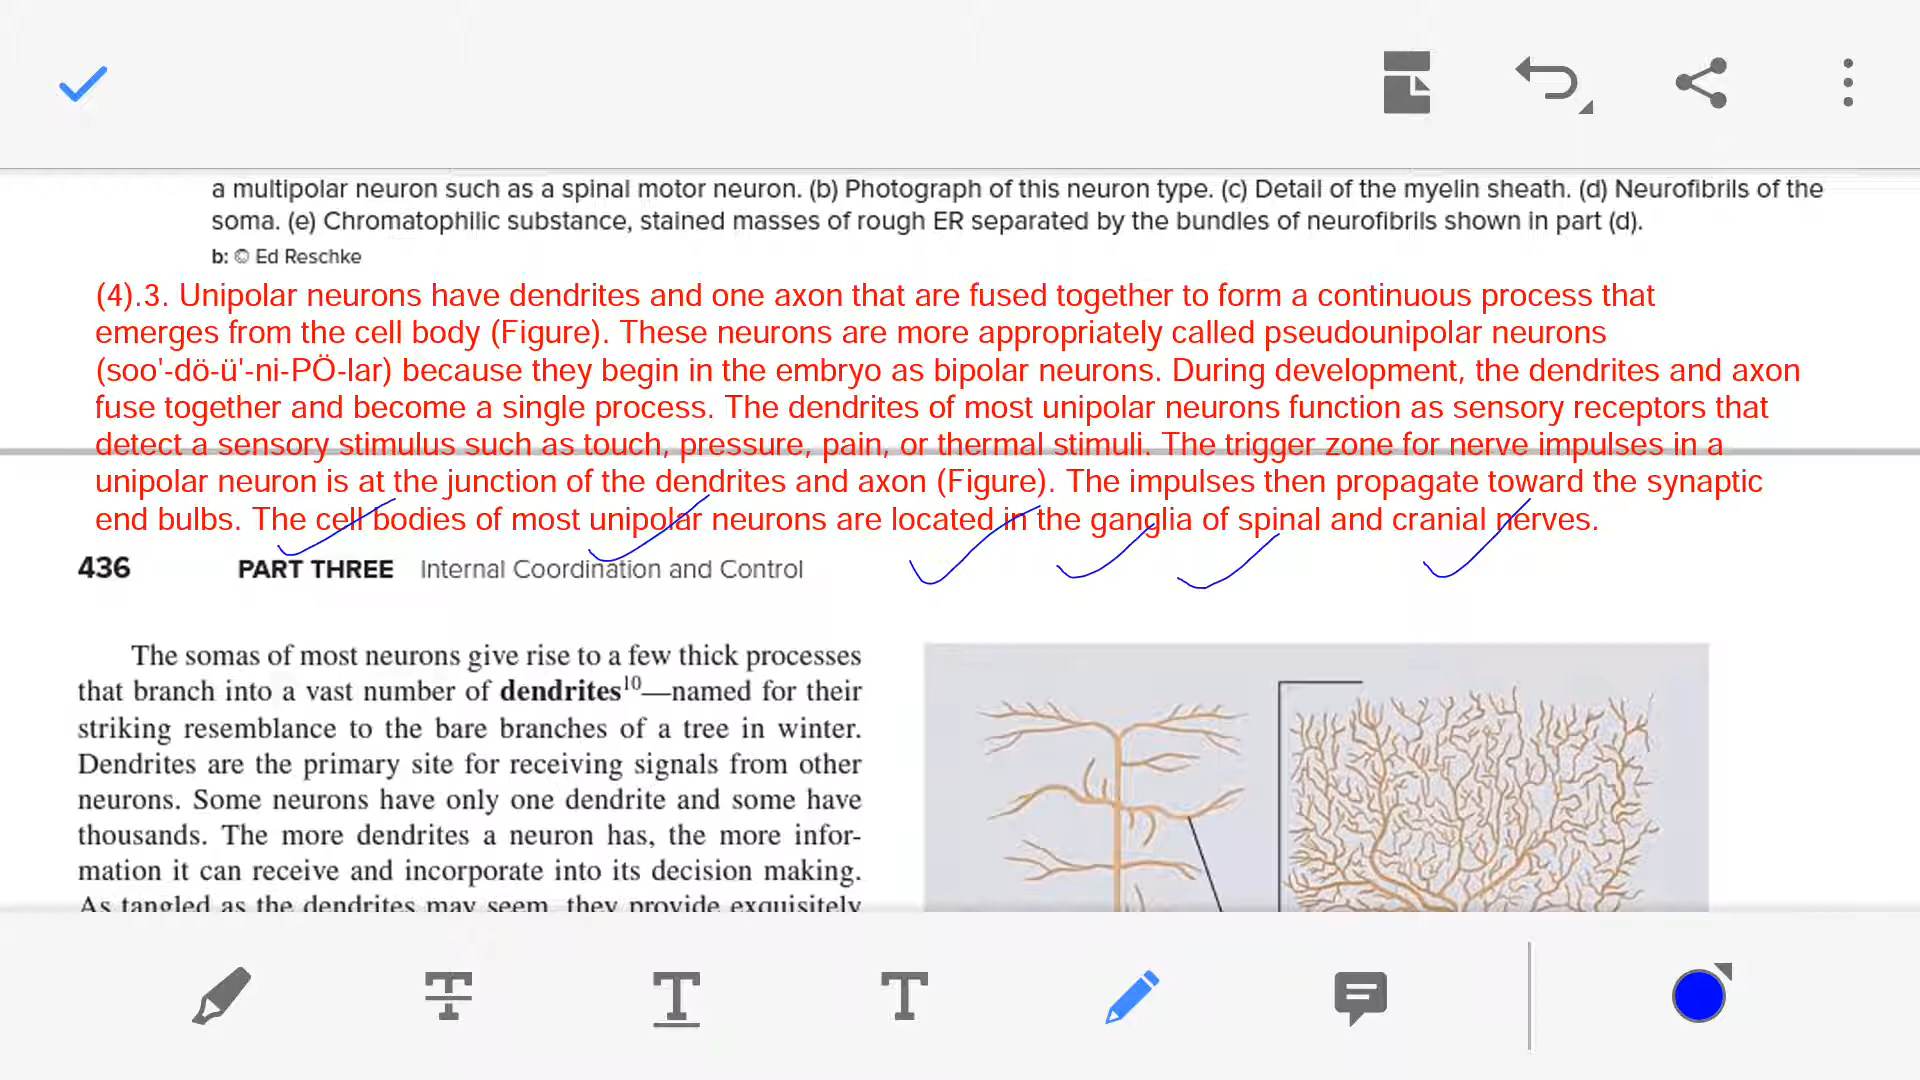 a multipolar neuron such as a spinal motor neuron. (b) Photograph of this neuron type. (c) Detail of the myelin sheath. (d) Neurofibrils of the
soma. (e) Chromatophilic substance, stained masses of rough ER separated by the bundles of neurofibrils shown in part (d).
b: © Ed Reschke
(4).3. Unipolar neurons have dendrites and one axon that are fused together to form a continuous process that
emerges from the cell body (Figure). These neurons are more appropriately called pseudounipolar neurons
(soo'-dö-ü'-ni-PÖ-lar) because they begin in the embryo as bipolar neurons. During development, the dendrites and axon
fuse together and become a single process. The dendrites of most unipolar neurons function as sensory receptors that
detect a sensory stimulus such as touch, pressure, pain, or thermal stimuli. The trigger zone for nerve impulses in a
unipolar neuron is at the junction of the dendrites and axon (Figure). The impulses then propagate toward the synaptic
end bulbs. The cell bodies of most unipolar neurons are located in the ganglia of spinal and cranial nerves.
436 PART THREE Internal Coordination and Control
The somas of most neurons give rise to a few thick processes
that branch into a vast number of dendrites¹⁰—named for their
striking resemblance to the bare branches of a tree in winter.
Dendrites are the primary site for receiving signals from other
neurons. Some neurons have only one dendrite and some have
thousands. The more dendrites a neuron has, the more infor-
mation it can receive and incorporate into its decision making.
As tangled as the dendrites may seem, they provide exquisitely